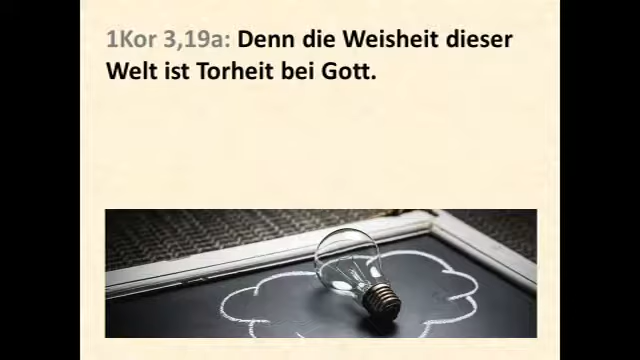 1Kor 3,19a: Denn die Weisheit dieser
Welt ist Torheit bei Gott.